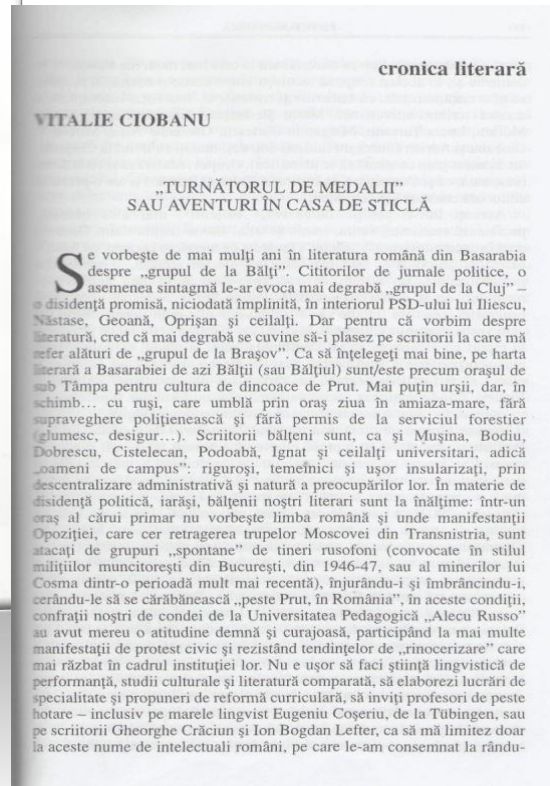 cronica literară
VITALIE CIOBANU
„TURNĂTORUL DE MEDALII”
SAU AVENTURI ÎN CASA DE STICLĂ
Se vorbeşte de mai mulţi ani în literatura română din Basarabia
despre „grupul de la Bălţi”. Cititorilor de jurnale politice, o
asemenea sintagmă le-ar evoca mai degrabă „grupul de la Cluj” –
o disidenţă promisă, niciodată împlinită, în interiorul PSD-ului lui Iliescu,
Năstase, Geoană, Oprişan şi ceilalţi. Dar pentru că vorbim despre
literatură, cred că mai degrabă se cuvine să-i plasez pe scriitorii la care mă
refer alături de „grupul de la Braşov”. Ca să înţelegeţi mai bine, pe harta
literară a Basarabiei de azi Bălţii (sau Bălţiul) sunt/este precum oraşul de
sub Tâmpa pentru cultura de dincoace de Prut. Mai puţin urşii, dar, în
schimb... cu ruşi, care umblă prin oraş ziua în amiaza-mare, fără
supraveghere poliţienească şi fără permis de la serviciul forestier
(glumesc, desigur...). Scriitorii bălţeni sunt, ca şi Muşina, Bodiu,
Dobrescu, Cistelecan, Podoabă, Ignat şi ceilalţi universitari, adică
„oameni de campus”: riguroşi, temeinici şi uşor insularizaţi, prin
descentralizare administrativă şi natură a preocupărilor lor. În materie de
disidenţă politică, iarăşi, bălţenii noştri literari sunt la înălţime: într-un
oraş al cărui primar nu vorbeşte limba română şi unde manifestanţii
Opoziţiei, care cer retragerea trupelor Moscovei din Transnistria, sunt
atacaţi de grupuri „spontane” de tineri rusofoni (convocate în stilul
miliţiilor muncitoreşti din Bucureşti, din 1946-47, sau al minerilor lui
Cosma dintr-o perioadă mult mai recentă), înjurându-i şi îmbrâncindu-i,
cerându-le să se cărăbănească „peste Prut, în România”, în aceste condiţii,
confraţii noştri de condei de la Universitatea Pedagogică „Alecu Russo”
au avut mereu o atitudine demnă şi curajoasă, participând la mai multe
manifestaţii de protest civic şi rezistând tendinţelor de „rinocerizare” care
mai răzbat în cadrul instituţiei lor. Nu e uşor să faci ştiinţă lingvistică de
performanţă, studii culturale şi literatură comparată, să elaborezi lucrări de
specialitate şi propuneri de reformă curriculară, să inviţi profesori de peste
hotare – inclusiv pe marele lingvist Eugeniu Coşeriu, de la Tübingen, sau
pe scriitorii Gheorghe Crăciun şi Ion Bogdan Lefter, ca să mă limitez doar
la aceste nume de intelectuali români, pe care le-am consemnat la rându-